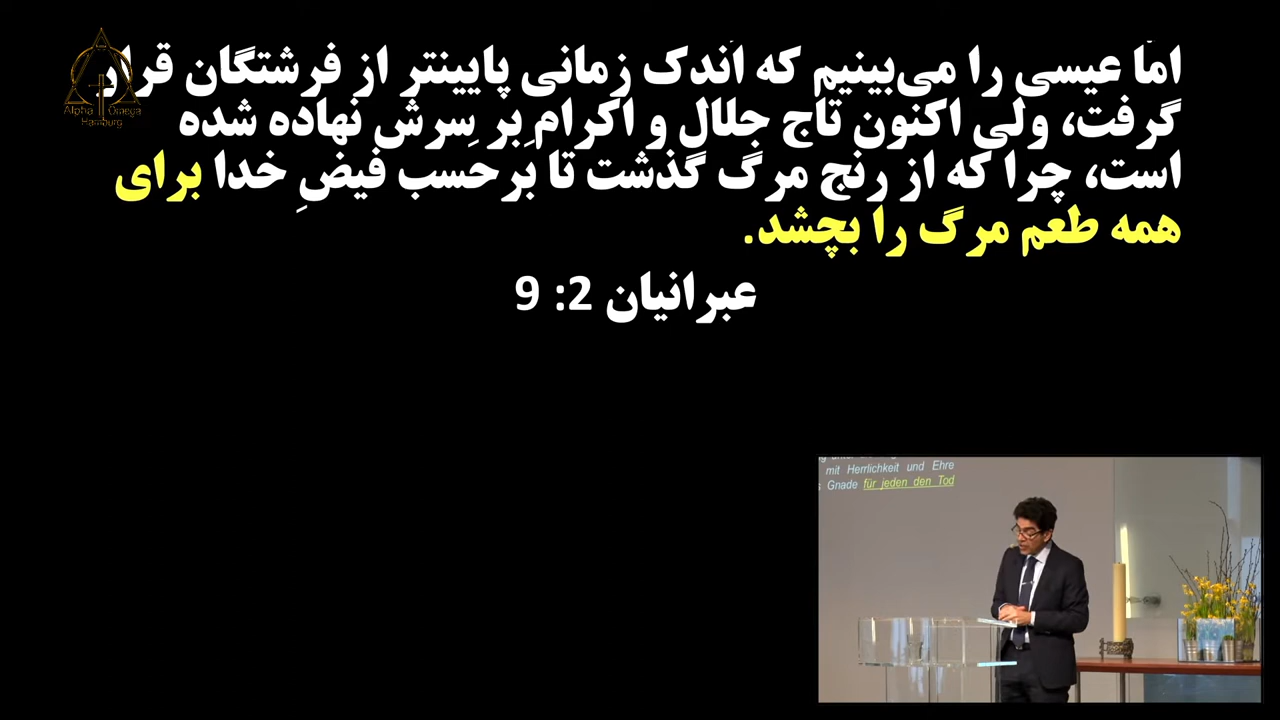 امّا عیسی را می‌بینیم که اَندک زمانی پایینتر از فرشتگان قرار
گرفت، ولی اکنون تاج جلال و اکرام بر سرش نهاده شده
است، چرا که از رنج مرگ گذشت تا بَرحسب فیضِ خدا برای
همه طعم مرگ را بچشد.
عبرانیان 2: 9
Alpha Omega
Hamburg
mit Herrlichkeit und Ehre
Gnade für jeden den Tod